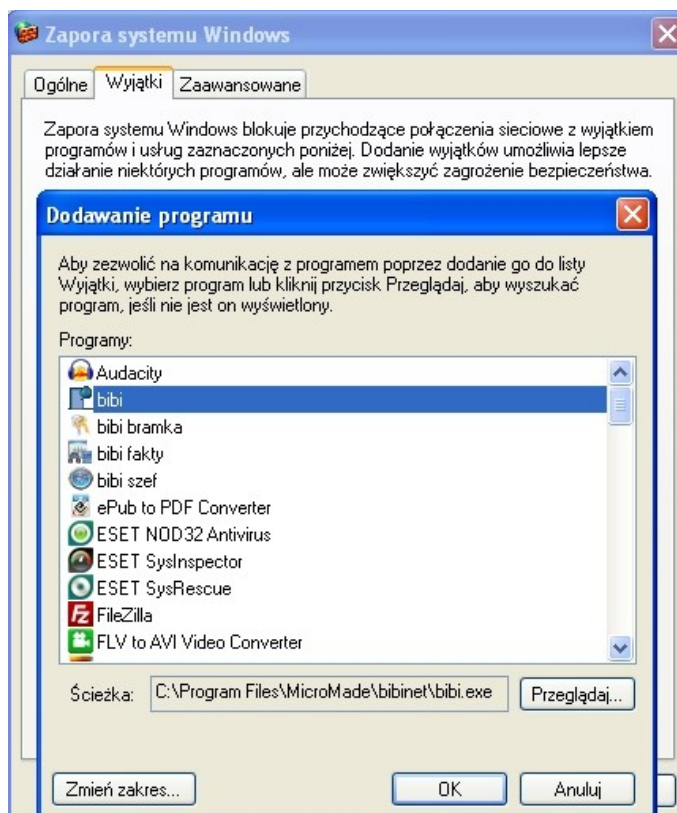 Zapora systemu Windows
Ogólne Wyjątki Zaawansowane
Zapora systemu Windows blokuje przychodzące połączenia sieciowe z wyjątkiem
programów i usług zaznaczonych poniżej. Dodanie wyjątków umożliwia lepsze
działanie niektórych programów, ale może zwiększyć zagrożenie bezpieczeństwa.
Dodawanie programu
Aby zezwolić na komunikację z programem poprzez dodanie go do listy
Wyjątki, wybierz program lub kliknij przycisk Przeglądaj, aby wyszukać
program, jeśli nie jest on wyświetlony.
Programy:
Audacity
bibi
bibi bramka
bibi fakty
bibi szef
ePub to PDF Converter
ESET NOD32 Antivirus
ESET SysInspector
ESET SysRescue
FileZilla
FLV to AVI Video Converter
Ścieżka: C:\Program Files\MicroMade\bibinet\bibi.exe Przeglądaj...
Zmień zakres... OK Anuluj